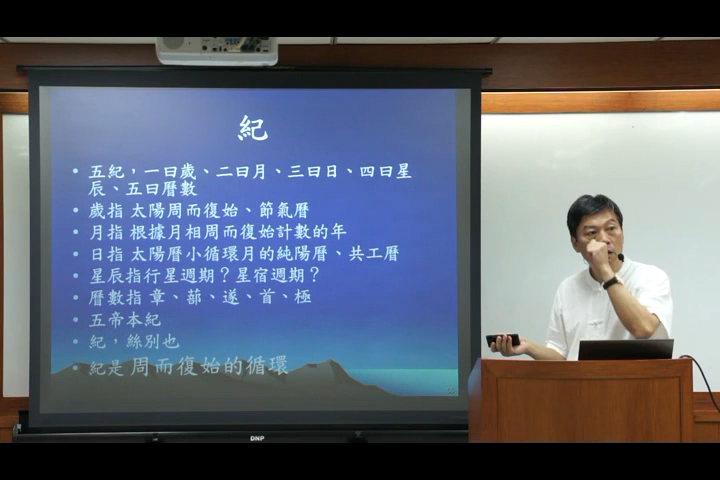 紀
• 五紀，一曰歲、二曰月、三曰日、四曰星
辰、五曰曆數
• 歲指 太陽周而復始、節氣曆
• 月指 根據月相周而復始計數的年
• 日指 太陽曆小循環月的純陽曆、共工曆
• 星辰指行星週期？星宿週期？
• 曆數指 章、蔀、遂、首、極
• 五帝本紀
• 紀，絲別也
• 紀是 周而復始的循環
DNP